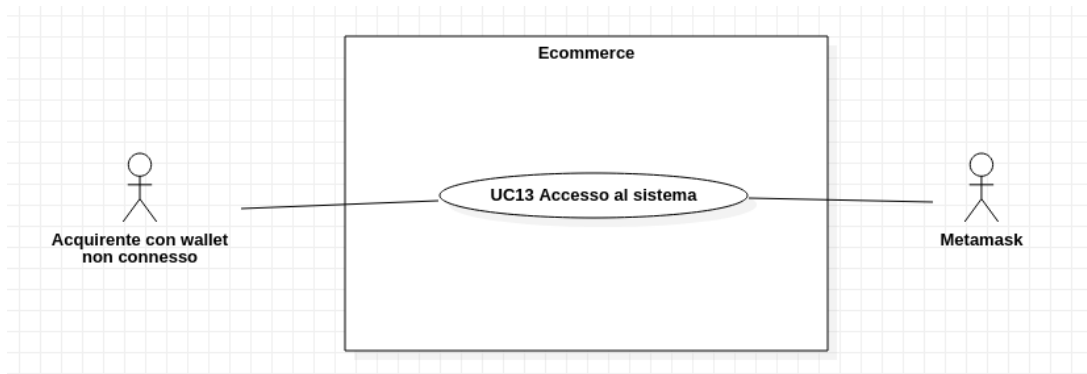 Ecommerce
UC13 Accesso al sistema
Acquirente con wallet
non connesso
Metamask